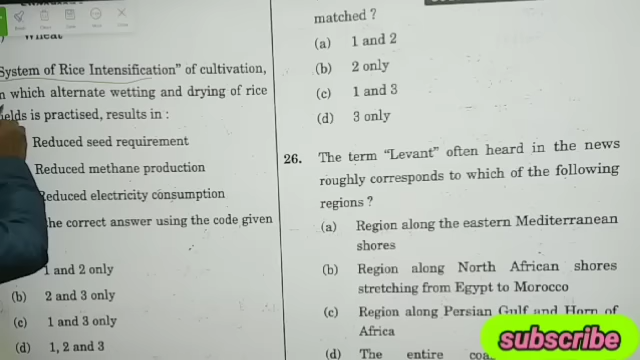 Wheat
System of Rice Intensification" of cultivation,
which alternate wetting and drying of rice
fields is practised, results in :
Reduced seed requirement
Reduced methane production
Reduced electricity consumption
the correct answer using the code given
1 and 2 only
(b) 2 and 3 only
(c) 1 and 3 only
(d) 1, 2 and 3
matched ?
(a) 1 and 2
(b) 2 only
(c) 1 and 3
(d) 3 only
26. The term "Levant" often heard in the news
roughly corresponds to which of the following
regions ?
(a) Region along the eastern Mediterranean
shores
(b) Region along North African shores
stretching from Egypt to Morocco
(c) Region along Persian Gulf and Horn of
Africa
(d) The entire
subscribe